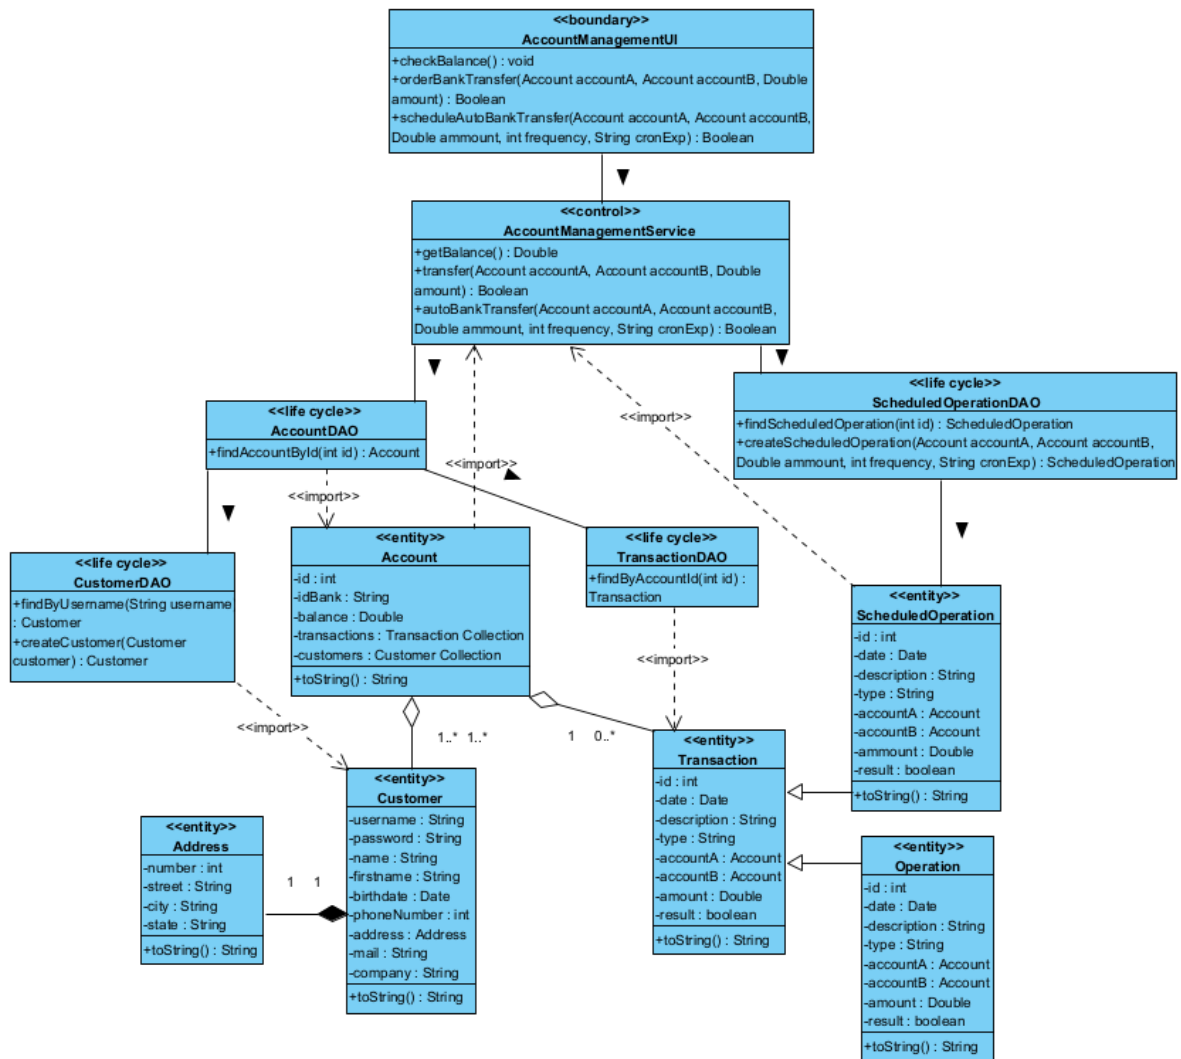 <<boundary>>
AccountManagementUI
+checkBalance() : void
+orderBankTransfer(Account accountA, Account accountB, Double
amount) : Boolean
+scheduleAutoBankTransfer(Account accountA, Account accountB,
Double ammount, int frequency, String cronExp) : Boolean
<<control>>
AccountManagementService
+getBalance() : Double
+transfer(Account accountA, Account accountB, Double
amount) : Boolean
+autoBankTransfer(Account accountA, Account accountB,
Double ammount, int frequency, String cronExp) : Boolean
<<life cycle>>
ScheduledOperationDAO
+findScheduledOperation(int id) : ScheduledOperation
+createScheduledOperation(Account accountA, Account accountB,
Double ammount, int frequency, String cronExp) : ScheduledOperation
<<life cycle>>
AccountDAO
+findAccountById(int id) : Account
<<import>>
<<import>>
<<import>>
<<life cycle>>
CustomerDAO
+findByUsername(String username
: Customer
+createCustomer(Customer
customer) : Customer
<<entity>>
Account
-id : int
-idBank : String
-balance : Double
-transactions : Transaction Collection
-customers : Customer Collection
+toString() : String
<<life cycle>>
TransactionDAO
+findByAccountId(int id) :
Transaction
<<import>>
<<entity>>
ScheduledOperation
-id : int
-date : Date
-description : String
-type : String
-accountA : Account
-accountB : Account
-ammount : Double
-result : boolean
+toString() : String
<<import>>
1..* 1..*
1 0..*
<<entity>>
Customer
-username : String
-password : String
-name : String
-firstname : String
-birthdate : Date
-phoneNumber : int
-address : Address
-mail : String
-company : String
+toString() : String
<<entity>>
Transaction
-id : int
-date : Date
-description : String
-type : String
-accountA : Account
-accountB : Account
-amount : Double
-result : boolean
+toString() : String
<<entity>>
Address
-number : int
-street : String
-city : String
-state : String
+toString() : String
1 1
<<entity>>
Operation
-id : int
-date : Date
-description : String
-type : String
-accountA : Account
-accountB : Account
-amount : Double
-result : boolean
+toString() : String